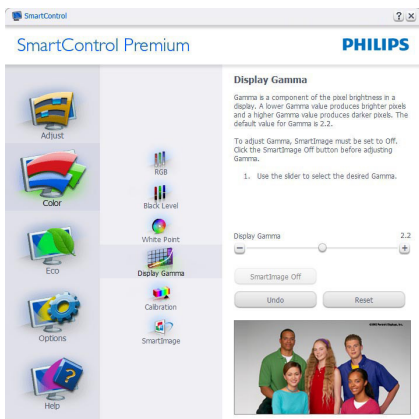 SmartControl
? x
SmartControl Premium
PHILIPS
Adjust
Color
Eco
Options
Help
RGB
Black Level
White Point
Display Gamma
Calibration
SmartImage
Display Gamma
Gamma is a component of the pixel brightness in a
display. A lower Gamma value produces brighter pixels
and a higher Gamma value produces darker pixels. The
default value for Gamma is 2.2.
To adjust Gamma, SmartImage must be set to Off.
Click the SmartImage Off button before adjusting
Gamma.
1. Use the slider to select the desired Gamma.
Display Gamma 2.2
SmartImage Off
Undo Reset